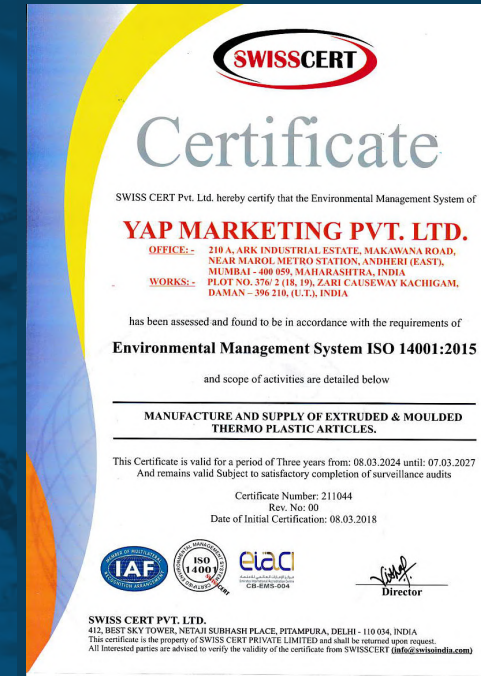 SWISSCERT
Certificate
SWISS CERT Pvt. Ltd. hereby certify that the Environmental Management System of
YAP MARKETING PVT. LTD.
OFFICE: - 210 A, ARK INDUSTRIAL ESTATE, MAKAWANA ROAD,
NEAR MAROL METRO STATION, ANDHERI (EAST),
MUMBAI - 400 059, MAHARASHTRA, INDIA
WORKS: - PLOT NO. 376/ 2 (18, 19), ZARI CAUSEWAY KACHIGAM,
DAMAN – 396 210, (U.T.), INDIA
has been assessed and found to be in accordance with the requirements of
Environmental Management System ISO 14001:2015
and scope of activities are detailed below
MANUFACTURE AND SUPPLY OF EXTRUDED & MOULDED
THERMO PLASTIC ARTICLES.
This Certificate is valid for a period of Three years from: 08.03.2024 until: 07.03.2027
And remains valid Subject to satisfactory completion of surveillance audits
Certificate Number: 211044
Rev. No: 00
Date of Initial Certification: 08.03.2018
MEMBER OF MULTILATERAL
IAF
RECOGNITION ARRANGEMENT
ISO
14001
eiaci
CB-EMS-004
Director
SWISS CERT PVT. LTD.
412, BEST SKY TOWER, NETAJI SUBHASH PLACE, PITAMPURA, DELHI - 110 034, INDIA
This certificate is the property of SWISS CERT PRIVATE LIMITED and shall be returned upon request.
All Interested parties are advised to verify the validity of the certificate from SWISSCERT (info@swisoindia.com)